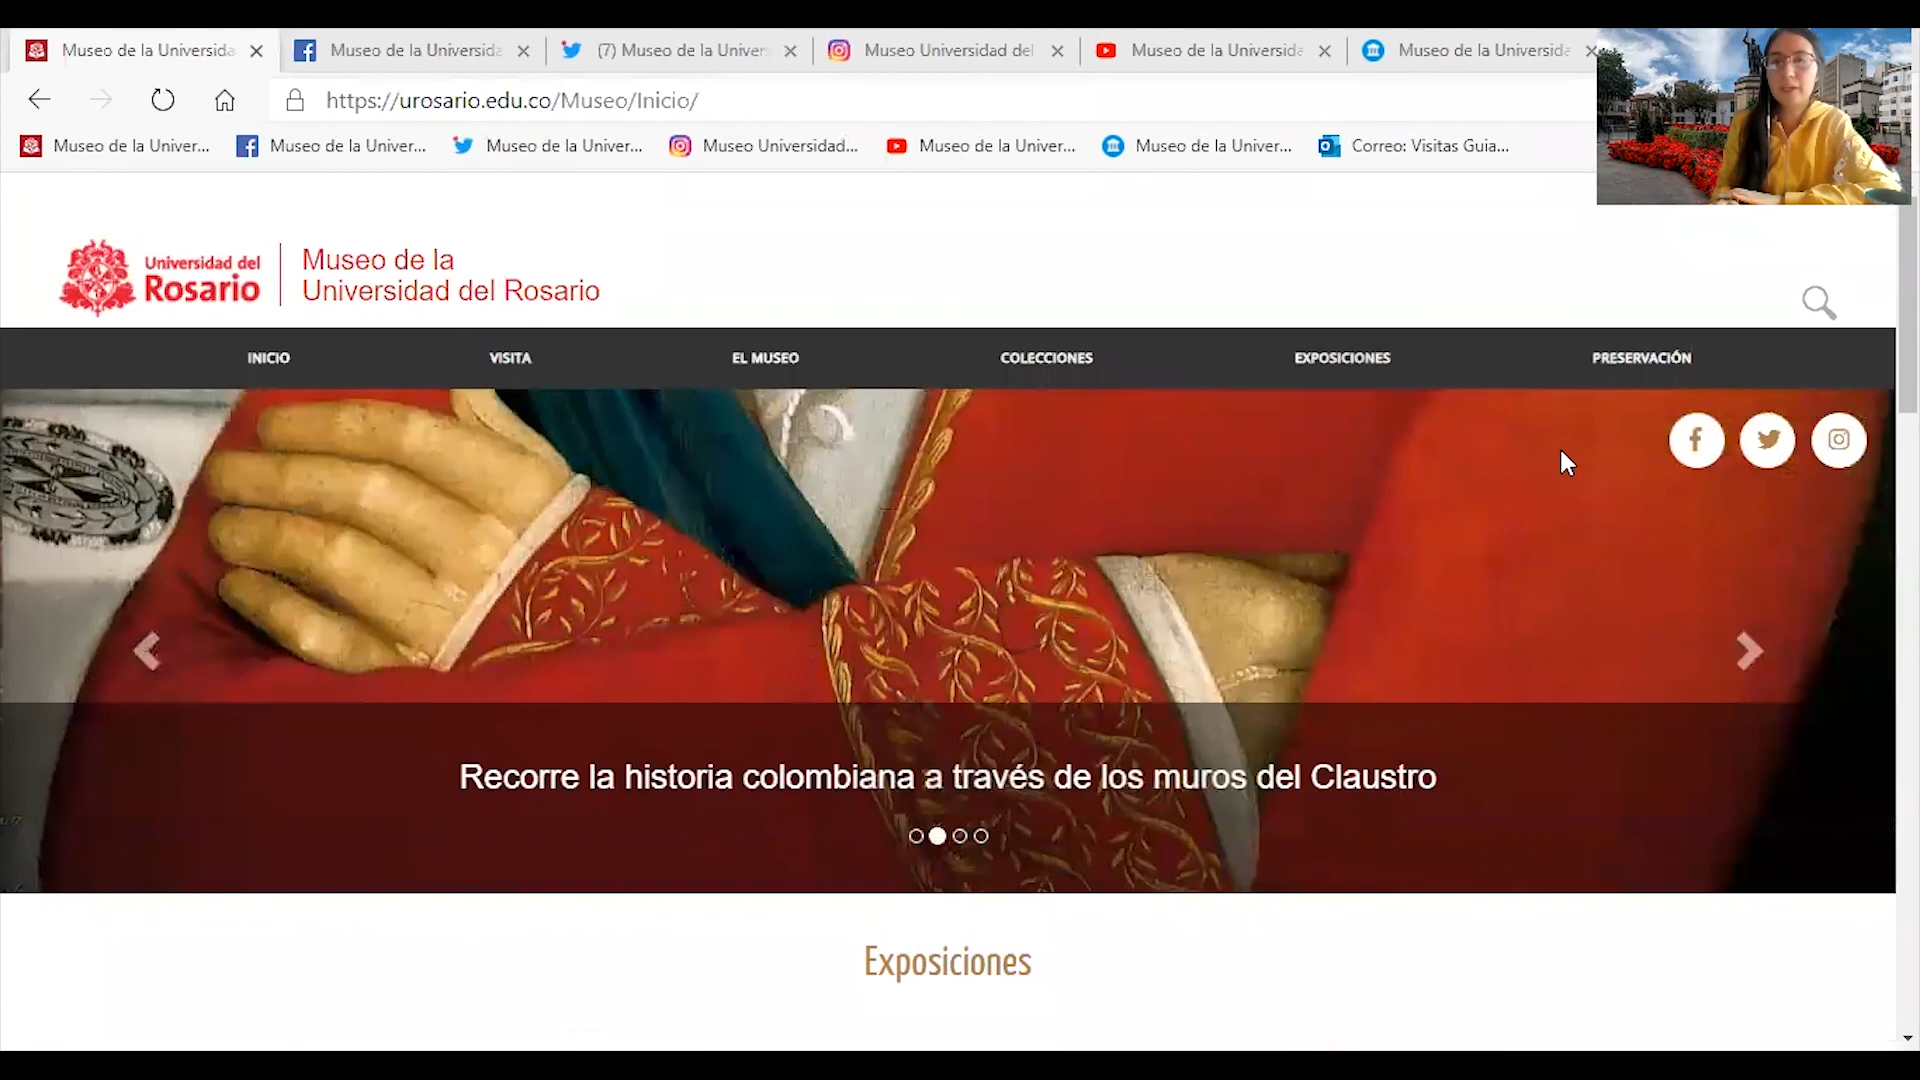 Museo de la Universida
Museo de la Universida
(7) Museo de la Univers
Museo Universidad del
Museo de la Universida
Museo de la Universida
https://urosario.edu.co/Museo/Inicio/
Museo de la Univer...
Museo de la Univer...
Museo de la Univer...
Museo Universidad...
Museo de la Univer...
Museo de la Univer...
Correo: Visitas Guia...
Universidad del
Rosario
Museo de la
Universidad del Rosario
INICIO
VISITA
EL MUSEO
COLECCIONES
EXPOSICIONES
PRESERVACIÓN
Recorre la historia colombiana a través de los muros del Claustro
Exposiciones